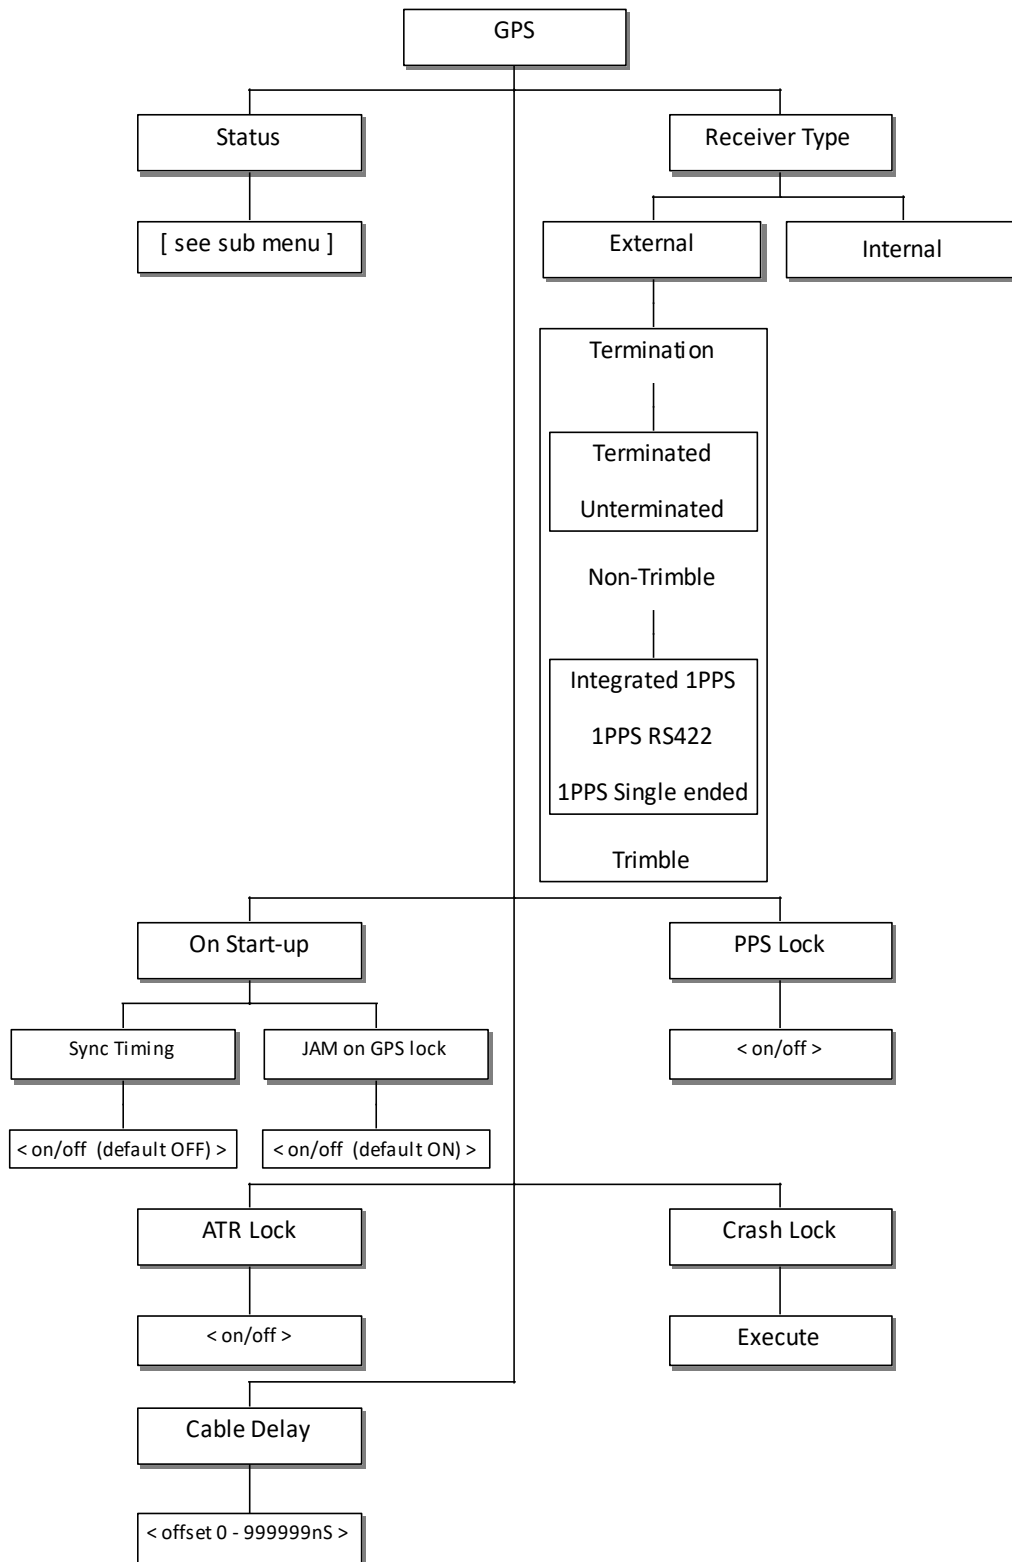 GPS
Status
Receiver Type
[ see sub menu ]
External
Internal
Termination
Terminated
Unterminated
Non-Trimble
Integrated 1PPS
1PPS RS422
1PPS Single ended
Trimble
On Start-up
PPS Lock
Sync Timing
JAM on GPS lock
< on/off >
< on/off (default OFF) >
< on/off (default ON) >
ATR Lock
Crash Lock
< on/off >
Execute
Cable Delay
< offset 0 - 999999nS >